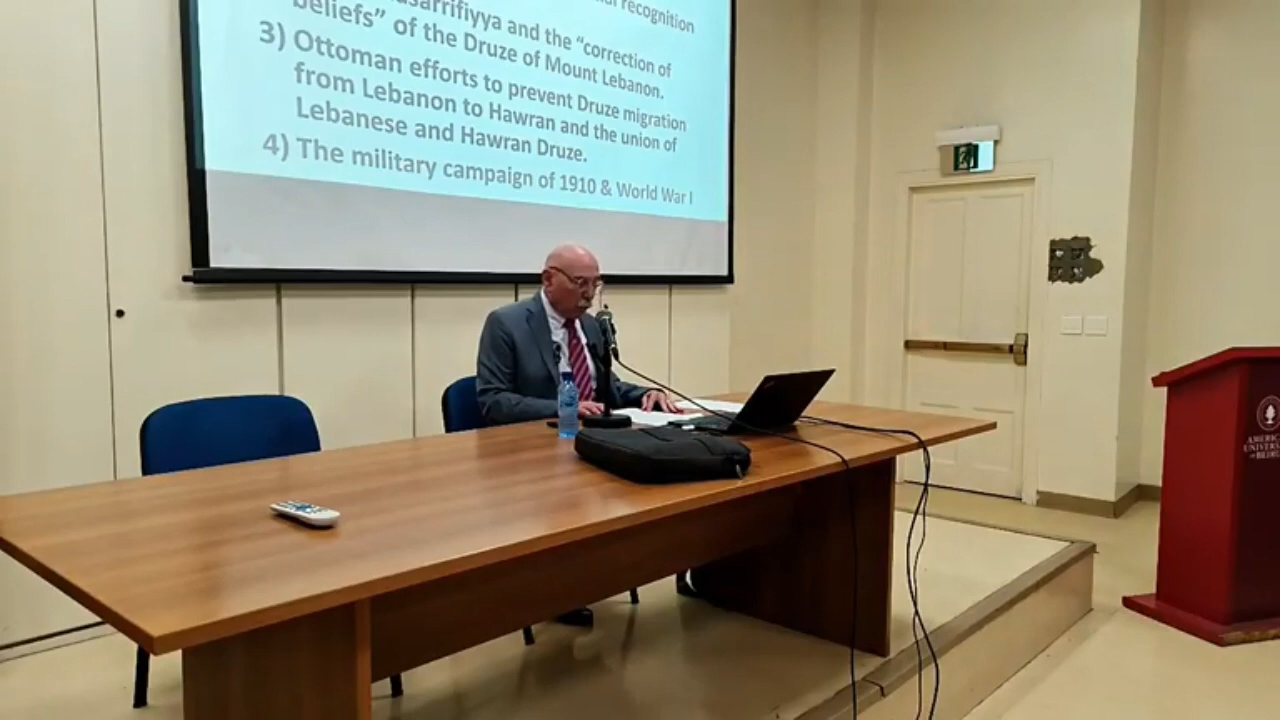 recognition
and the "correction of
beliefs" of the Druze of Mount Lebanon.
3) Ottoman efforts to prevent Druze migration
from Lebanon to Hawran and the union of
Lebanese and Hawran Druze.
4) The military campaign of 1910 & World War I